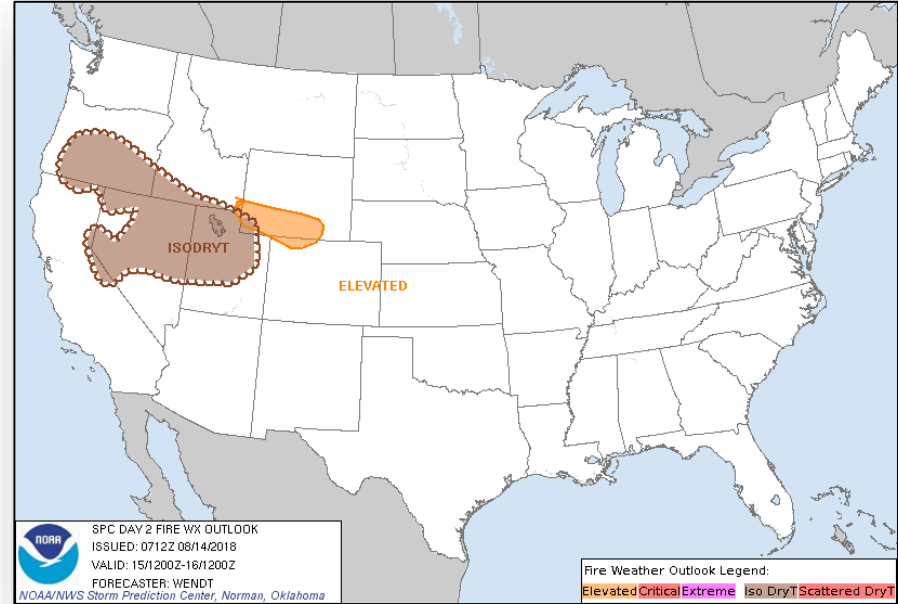 ISODRYT
ELEVATED
NOAA
SPC DAY 2 FIRE WX OUTLOOK
ISSUED: 0712Z 08/14/2018
VALID: 15/1200Z-16/1200Z
FORECASTER: WENDT
NOAA/NWS Storm Prediction Center, Norman, Oklahoma
Fire Weather Outlook Legend:
Elevated Critical Extreme Iso DryT Scattered DryT